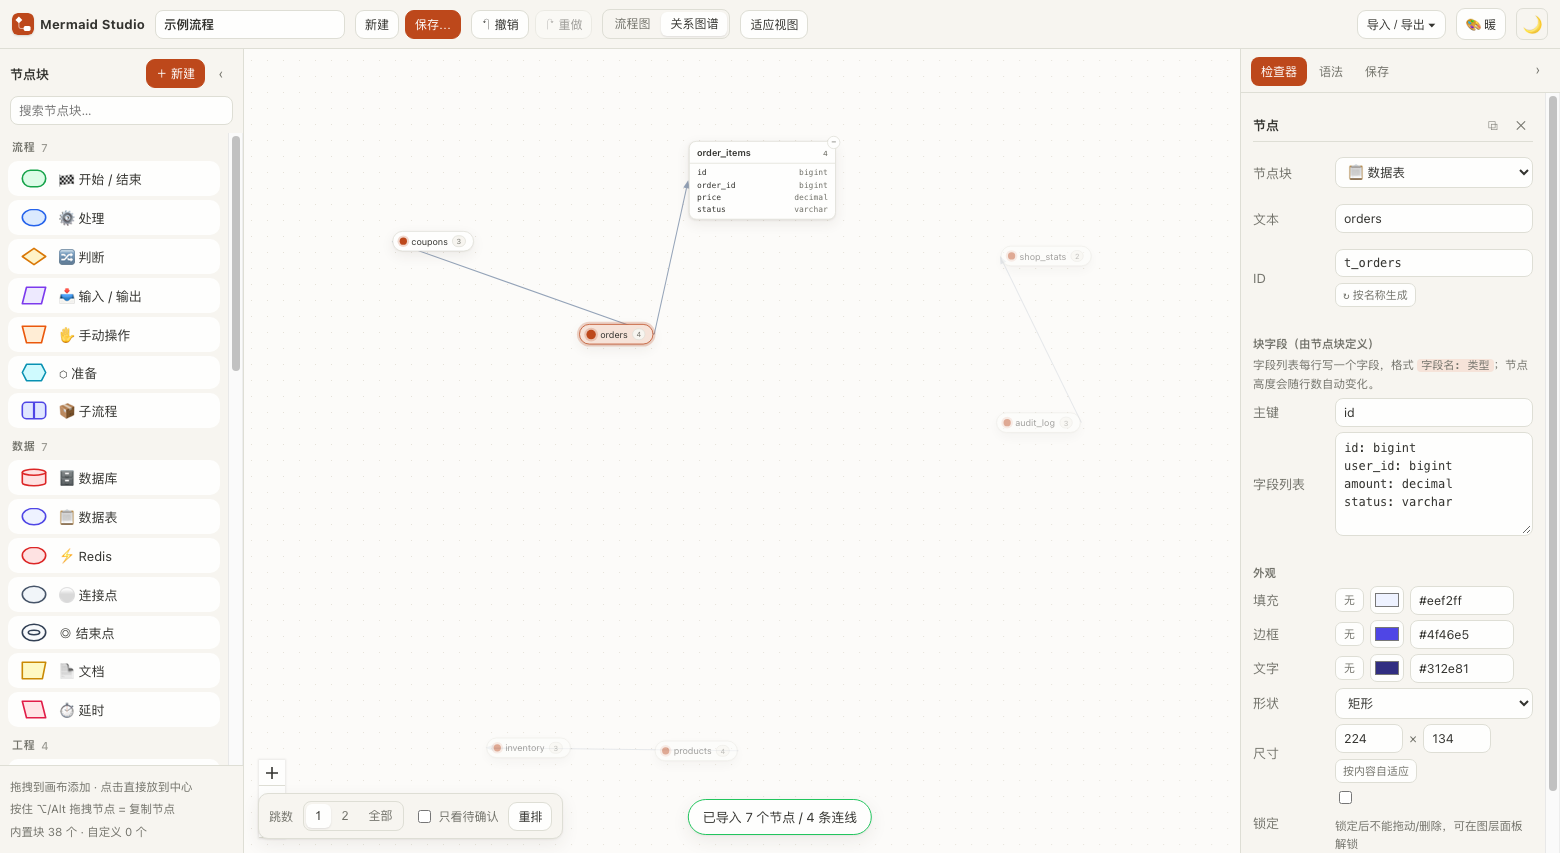 Mermaid Studio
示例流程
新建
保存...
撤销
重做
流程图
关系图谱
适应视图
导入 / 导出
暖
节点块
＋ 新建
搜索节点块...
流程 7
开始 / 结束
处理
判断
输入 / 输出
手动操作
准备
子流程
数据 7
数据库
数据表
Redis
连接点
结束点
文档
延时
工程 4
拖拽到画布添加 · 点击直接放到中心
按住 ⌥/Alt 拖拽节点 = 复制节点
内置块 38 个 · 自定义 0 个
order_items 4
id bigint
order_id bigint
price decimal
status varchar
coupons 3
orders 4
shop_stats 2
audit_log 3
inventory 3
products 4
跳数
1
2
全部
只看待确认
重排
已导入 7 个节点 / 4 条连线
检查器
语法
保存
节点
节点块
数据表
文本
orders
ID
t_orders
↻ 按名称生成
块字段（由节点块定义）
字段列表每行写一个字段，格式 字段名: 类型；节点
高度会随行数自动变化。
主键
id
字段列表
id: bigint
user_id: bigint
amount: decimal
status: varchar
外观
填充
无
#eef2ff
边框
无
#4f46e5
文字
无
#312e81
形状
矩形
尺寸
224 × 134
按内容自适应
锁定
锁定后不能拖动/删除，可在图层面板
解锁